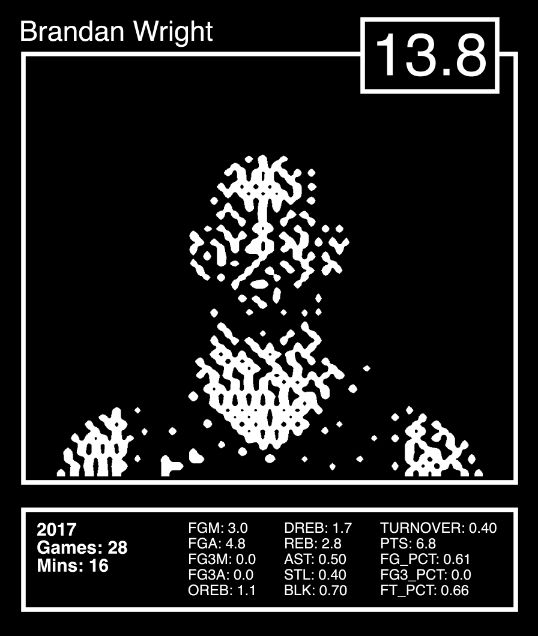 Brandan Wright
13.8
2017
Games: 28
Mins: 16
FGM: 3.0
FGA: 4.8
FG3M: 0.0
FG3A: 0.0
OREB: 1.1
DREB: 1.7
REB: 2.8
AST: 0.50
STL: 0.40
BLK: 0.70
TURNOVER: 0.40
PTS: 6.8
FG_PCT: 0.61
FG3_PCT: 0.0
FT_PCT: 0.66